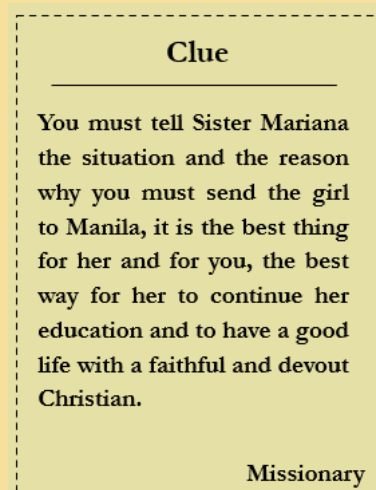 Clue
You must tell Sister Mariana
the situation and the reason
why you must send the girl
to Manila, it is the best thing
for her and for you, the best
way for her to continue her
education and to have a good
life with a faithful and devout
Christian.
Missionary